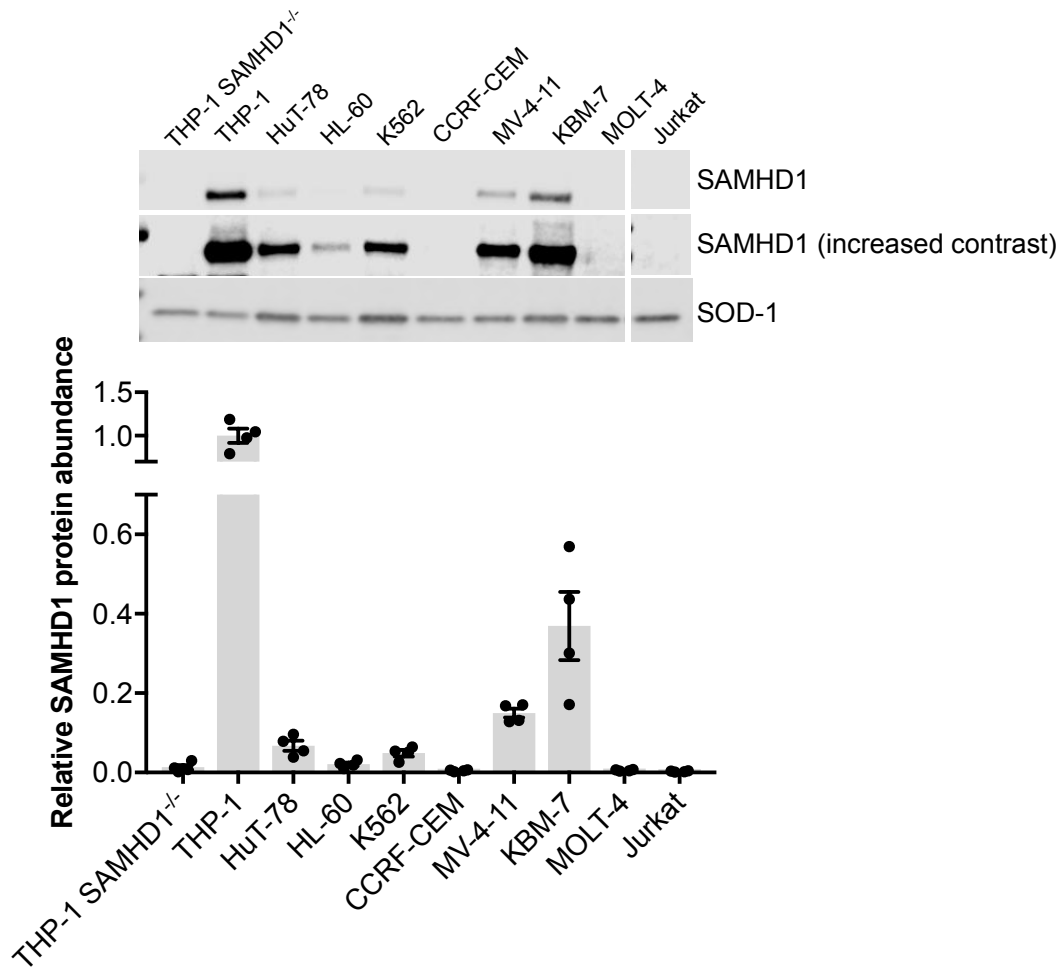 THP-1 SAMHD1-/-
THP-1
HuT-78
HL-60
K562
CCRF-CEM
MV-4-11
KBM-7
MOLT-4
Jurkat
SAMHD1
SAMHD1 (increased contrast)
SOD-1
Relative SAMHD1 protein abundance
1.5
1.0
0.6
0.4
0.2
0.0
THP-1 SAMHD1-/-
THP-1
HuT-78
HL-60
K562
CCRF-CEM
MV-4-11
KBM-7
MOLT-4
Jurkat